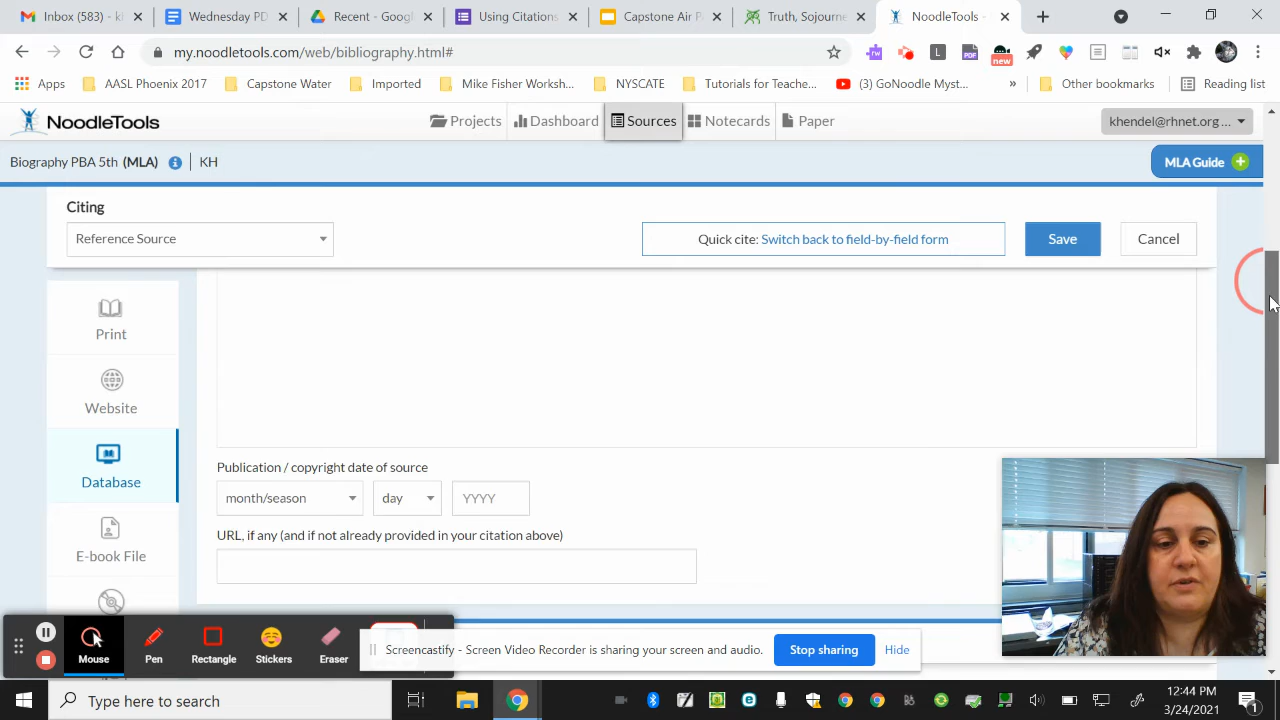 Inbox (583) - kl
Wednesday PD
Recent - Googl
Using Citations
Capstone Air P
Truth, Sojourne
NoodleTools -
my.noodletools.com/web/bibliography.html#
new
Apps
AASL Phoenix 2017
Capstone Water
Imported
Mike Fisher Worksh...
NYSCATE
Tutorials for Teache...
(3) GoNoodle Myst...
»
Other bookmarks
Reading list
NoodleTools
Projects
Dashboard
Sources
Notecards
Paper
khendel@rhnet.org ...
Biography PBA 5th (MLA)
KH
MLA Guide
Citing
Reference Source
Quick cite: Switch back to field-by-field form
Save
Cancel
Print
Website
Database
E-book File
Publication / copyright date of source
month/season
day
YYYY
URL, if any (and if not already provided in your citation above)
Mouse
Pen
Rectangle
Stickers
Eraser
Screencastify - Screen Video Recorder is sharing your screen and audio.
Stop sharing
Hide
Type here to search
12:44 PM
3/24/2021